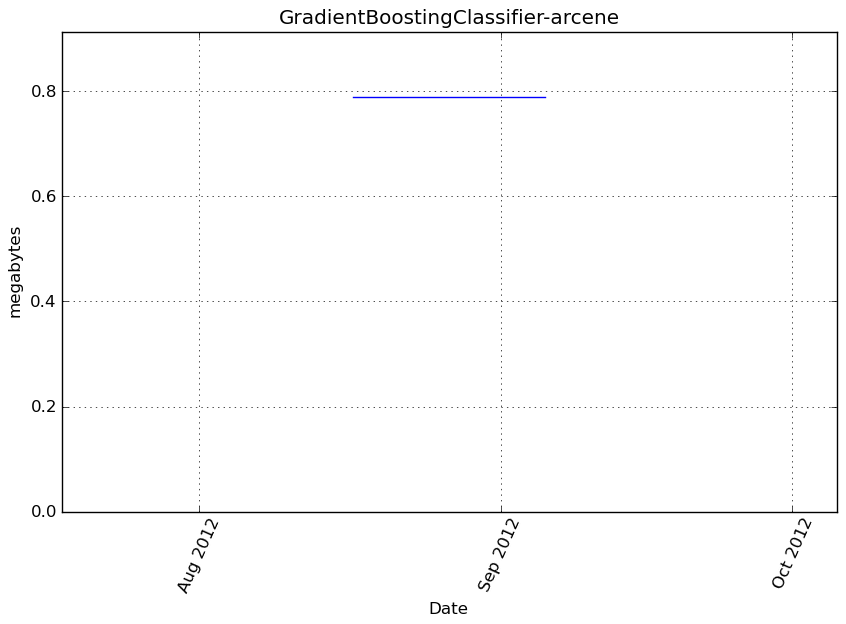 GradientBoostingClassifier-arcene
0.8
0.6
0.4
0.2
0.0
megabytes
Aug 2012
Sep 2012
Oct 2012
Date